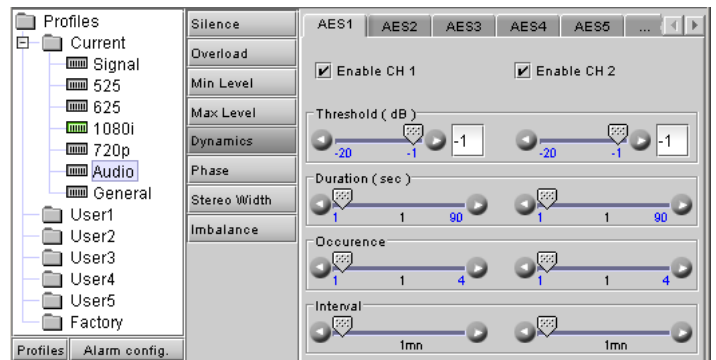 Profiles
Current
Signal
525
625
1080i
720p
Audio
General
User1
User2
User3
User4
User5
Factory
Profiles Alarm config.
Silence
Overload
Min Level
Max Level
Dynamics
Phase
Stereo Width
Imbalance
AES1 AES2 AES3 AES4 AES5 ...
Enable CH 1 Enable CH 2
Threshold ( dB )
-20 -1 -1 -20 -1 -1
Duration ( sec )
1 1 90 1 1 90
Occurence
1 1 4 1 1 4
Interval
1mn 1mn